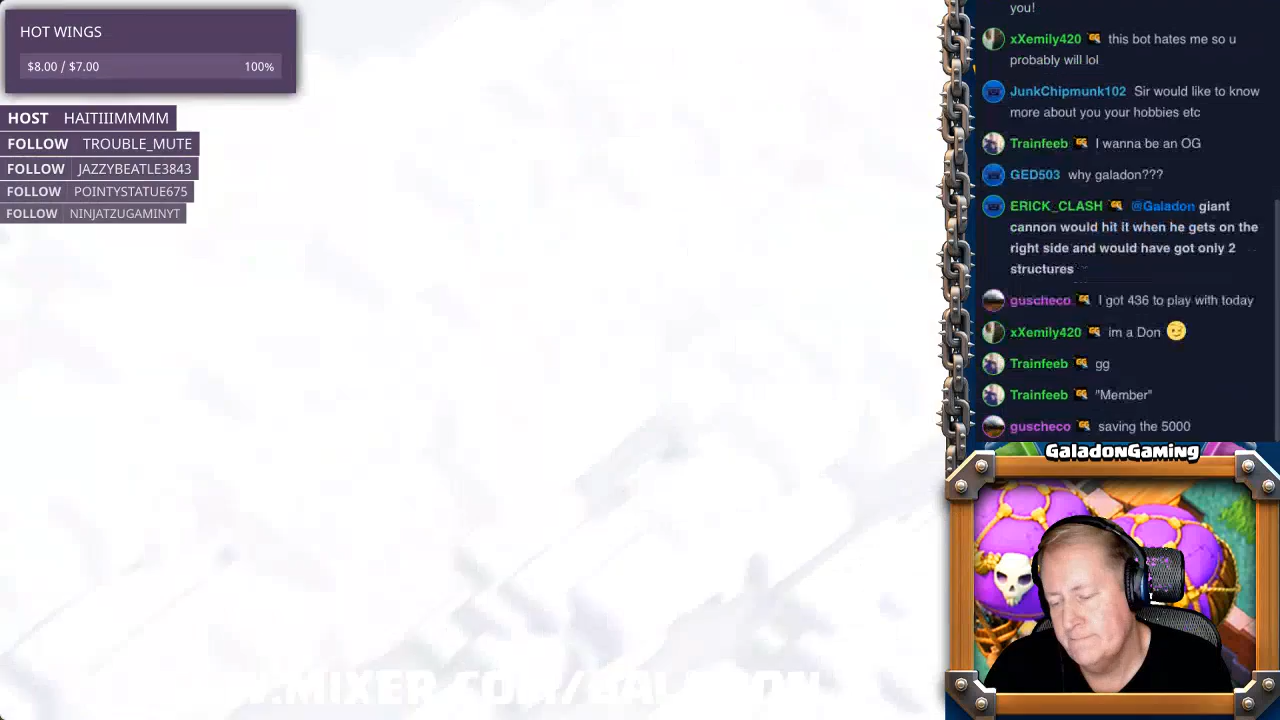 HOT WINGS
$8.00 / $7.00 100%
HOST HAITIIIMMMM
FOLLOW TROUBLE_MUTE
FOLLOW JAZZYBEATLE3843
FOLLOW POINTYSTATUE675
FOLLOW NINJATZUGAMINYT
you!
xXemily420 this bot hates me so u
probably will lol
JunkChipmunk102 Sir would like to know
more about you your hobbies etc
Trainfeeb I wanna be an OG
GED503 why galadon???
ERICK_CLASH @Galadon giant
cannon would hit it when he gets on the
right side and would have got only 2
structures
guscheco I got 436 to play with today
xXemily420 im a Don
Trainfeeb gg
Trainfeeb "Member"
guscheco saving the 5000
GaladonGaming
.MIXER.COM/GALADON